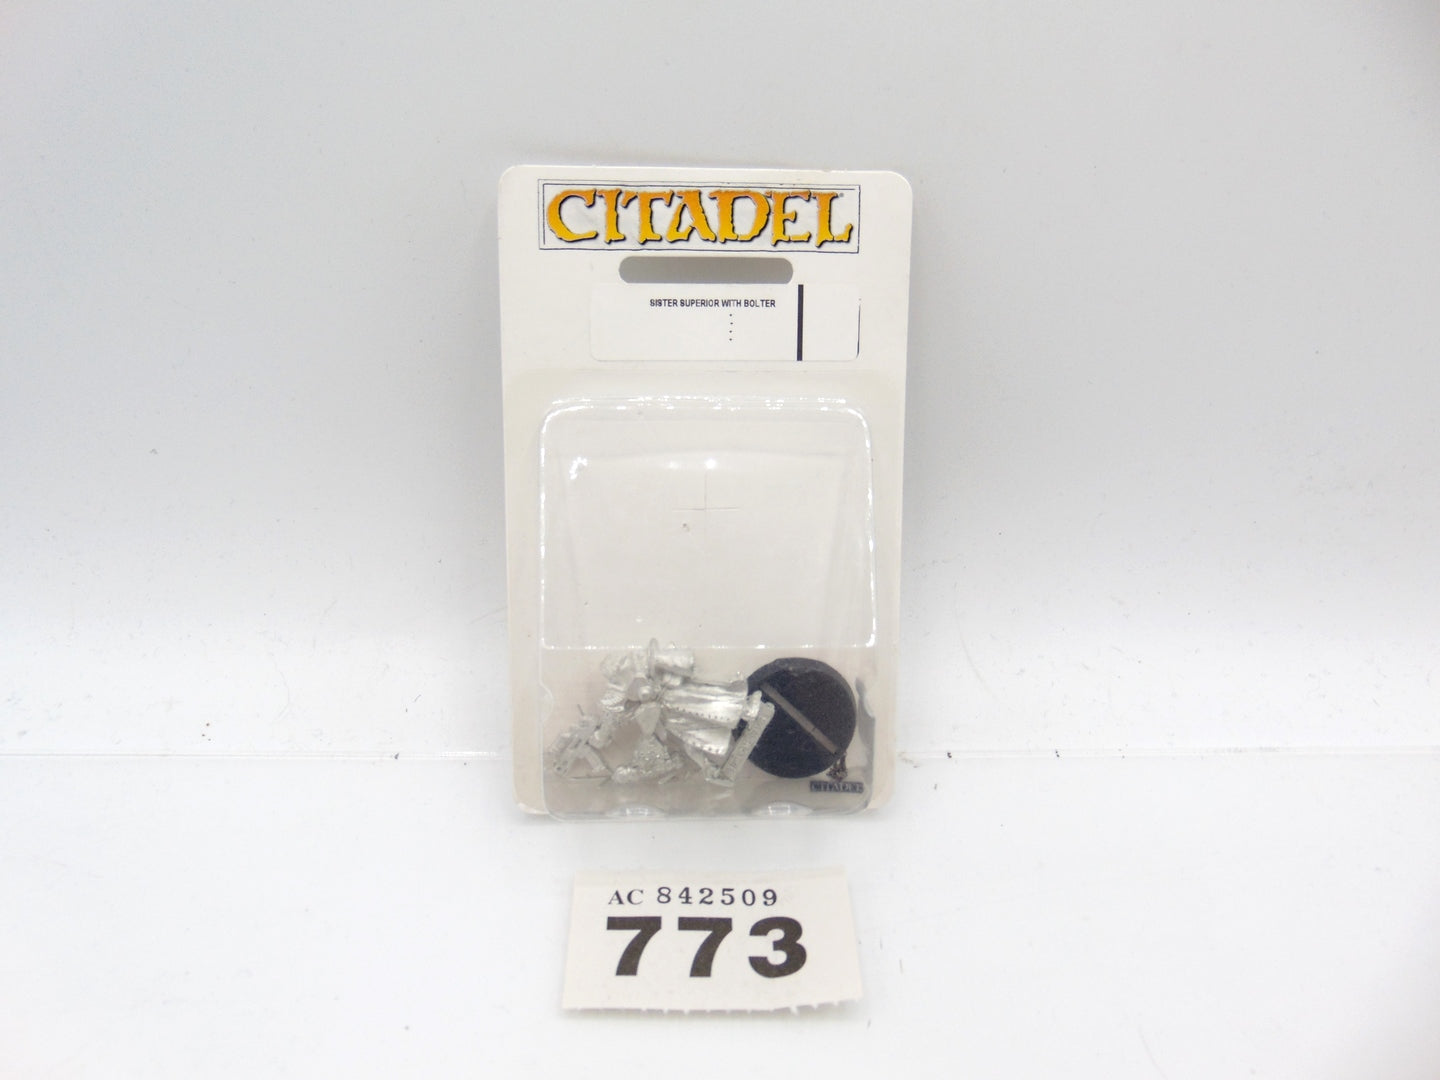 CITADEL
SISTER SUPERIOR WITH BOLTER
CITADEL
AC 842509
773